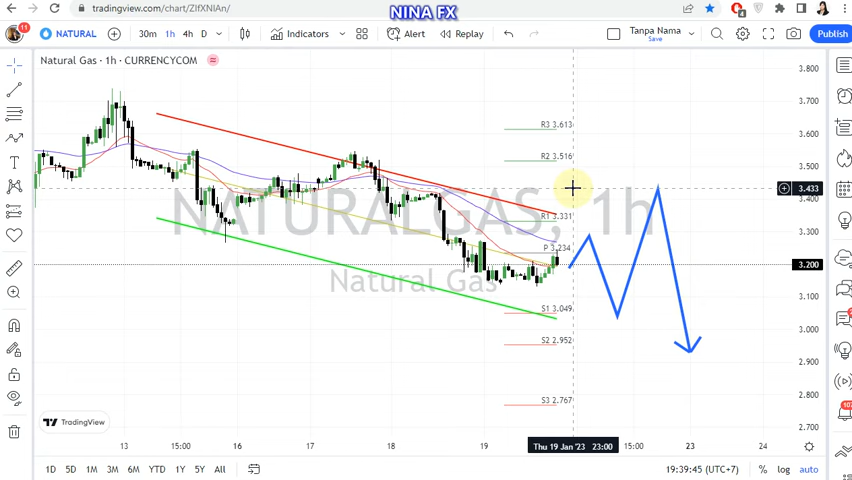 NINA FX
tradingview.com/chart/ZIfXNIAn/
11
NATURAL
30m 1h 4h D
Indicators
Alert
Replay
Tanpa Nama
Save
Publish
4
Natural Gas · 1h · CURRENCYCOM
NATURALGAS, 1h
Natural Gas
R3 3.613
R2 3.516
R1 3.331
P 3.234
S1 3.049
S2 2.952
S3 2.767
3.800
3.700
3.600
3.500
3.433
3.400
3.300
3.200
3.100
3.000
2.900
2.800
2.700
TradingView
13 15:00 16 17 18 19 Thu 19 Jan '23 23:00 15:00 23 24
1D 5D 1M 3M 6M YTD 1Y 5Y All
19:39:45 (UTC+7) % log auto